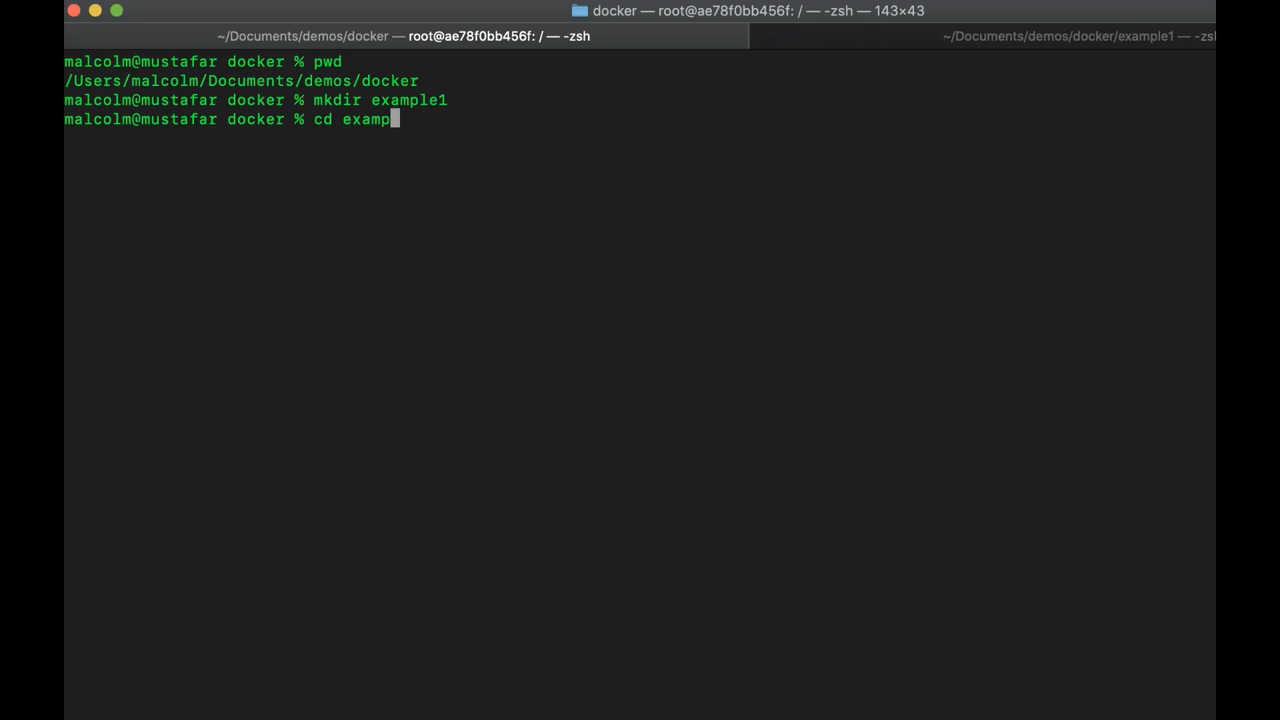 docker — root@ae78f0bb456f: / — -zsh — 143×43
~/Documents/demos/docker — root@ae78f0bb456f: / — -zsh
~/Documents/demos/docker/example1 — -zsh
malcolm@mustafar docker % pwd
/Users/malcolm/Documents/demos/docker
malcolm@mustafar docker % mkdir example1
malcolm@mustafar docker % cd examp